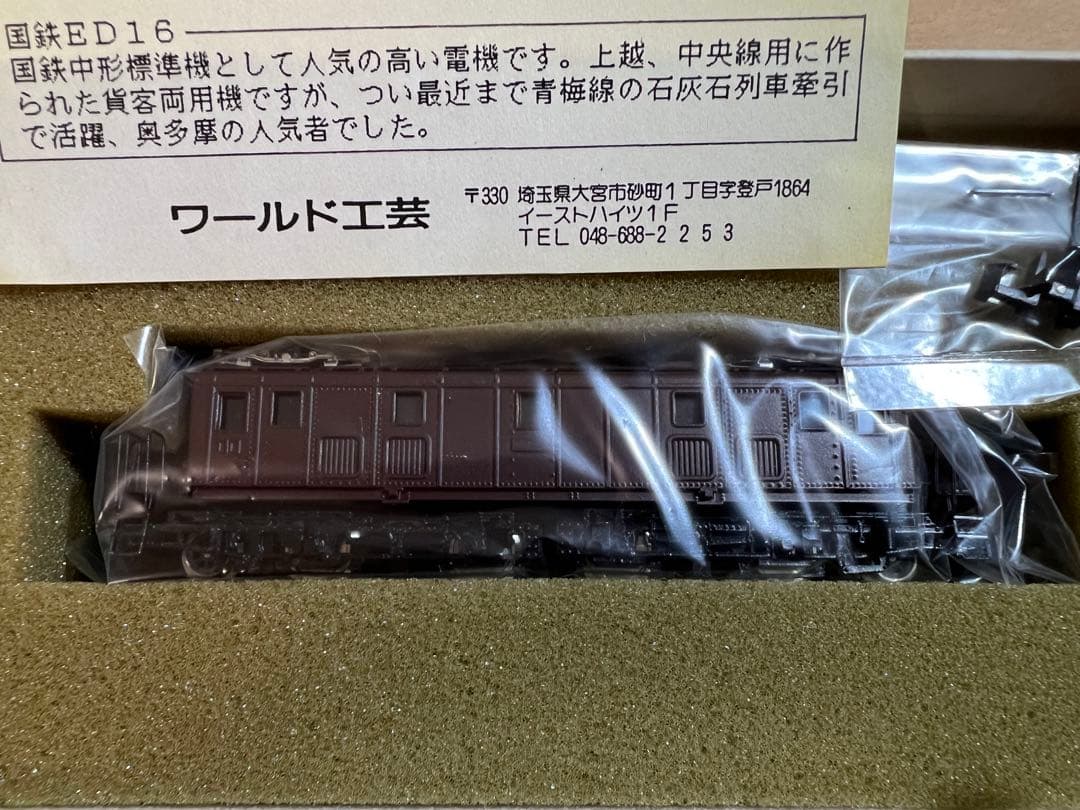 国鉄ED16
国鉄中形標準機として人気の高い電機です。上越、中央線用に作
られた貨客両用機ですが、つい最近まで青梅線の石灰石列車牽引
で活躍、奥多摩の人気者でした。
ワールド工芸
〒330 埼玉県大宮市砂町1丁目字登戸1864
イーストハイツ1F
TEL 048-688-2253